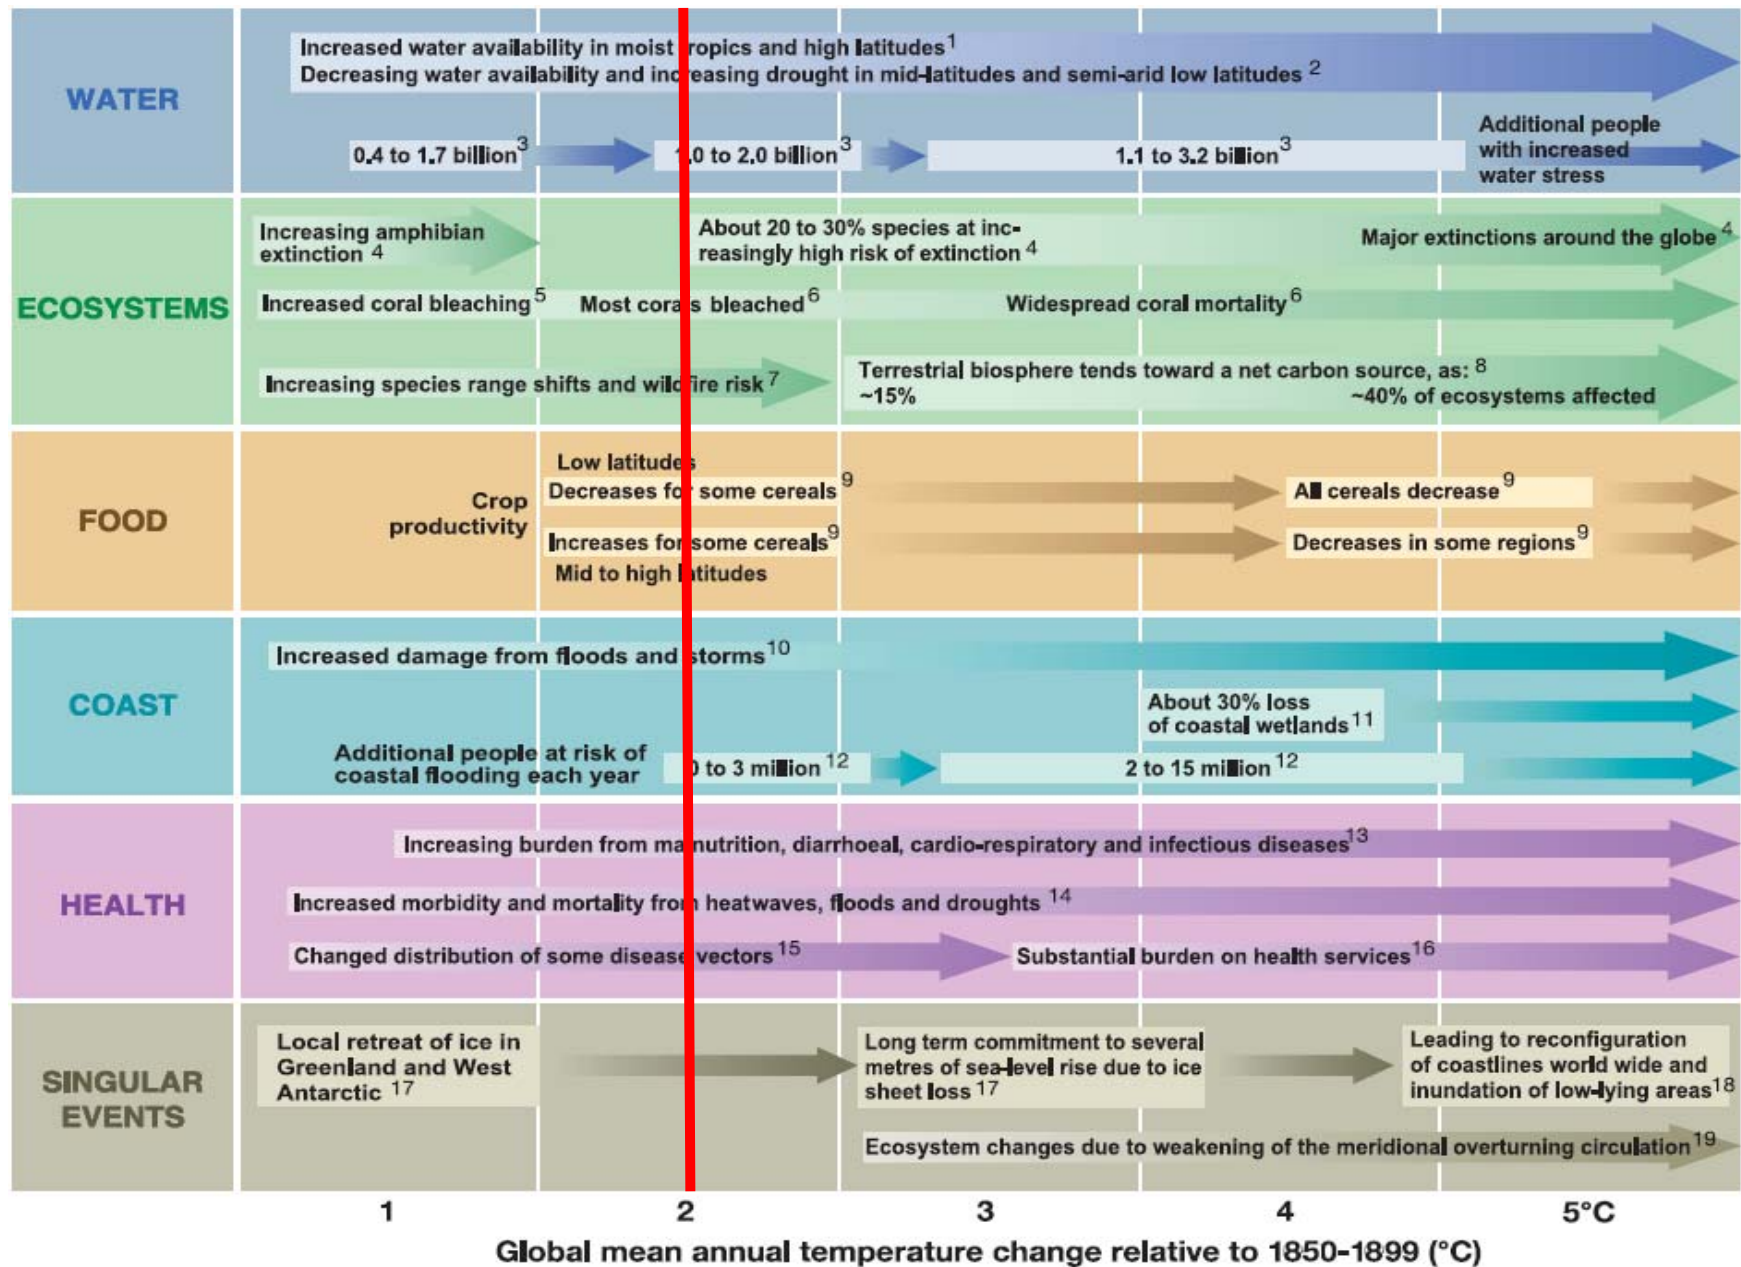 WATER
Increased water availability in moist tropics and high latitudes 1
Decreasing water availability and increasing drought in mid-latitudes and semi-arid low latitudes 2
0.4 to 1.7 billion 3
1.0 to 2.0 billion 3
1.1 to 3.2 billion 3
Additional people
with increased
water stress
ECOSYSTEMS
Increasing amphibian
extinction 4
About 20 to 30% species at inc-
reasingly high risk of extinction 4
Major extinctions around the globe 4
Increased coral bleaching 5
Most corals bleached 6
Widespread coral mortality 6
Increasing species range shifts and wildfire risk 7
Terrestrial biosphere tends toward a net carbon source, as: 8
~15%
~40% of ecosystems affected
FOOD
Crop
productivity
Low latitudes
Decreases for some cereals 9
All cereals decrease 9
Increases for some cereals 9
Mid to high latitudes
Decreases in some regions 9
COAST
Increased damage from floods and storms 10
About 30% loss
of coastal wetlands 11
Additional people at risk of
coastal flooding each year
0 to 3 million 12
2 to 15 million 12
HEALTH
Increasing burden from malnutrition, diarrhoeal, cardio-respiratory and infectious diseases 13
Increased morbidity and mortality from heatwaves, floods and droughts 14
Changed distribution of some disease vectors 15
Substantial burden on health services 16
SINGULAR
EVENTS
Local retreat of ice in
Greenland and West
Antarctic 17
Long term commitment to several
metres of sea-level rise due to ice
sheet loss 17
Leading to reconfiguration
of coastlines world wide and
inundation of low-lying areas 18
Ecosystem changes due to weakening of the meridional overturning circulation 19
1 2 3 4 5°C
Global mean annual temperature change relative to 1850-1899 (°C)